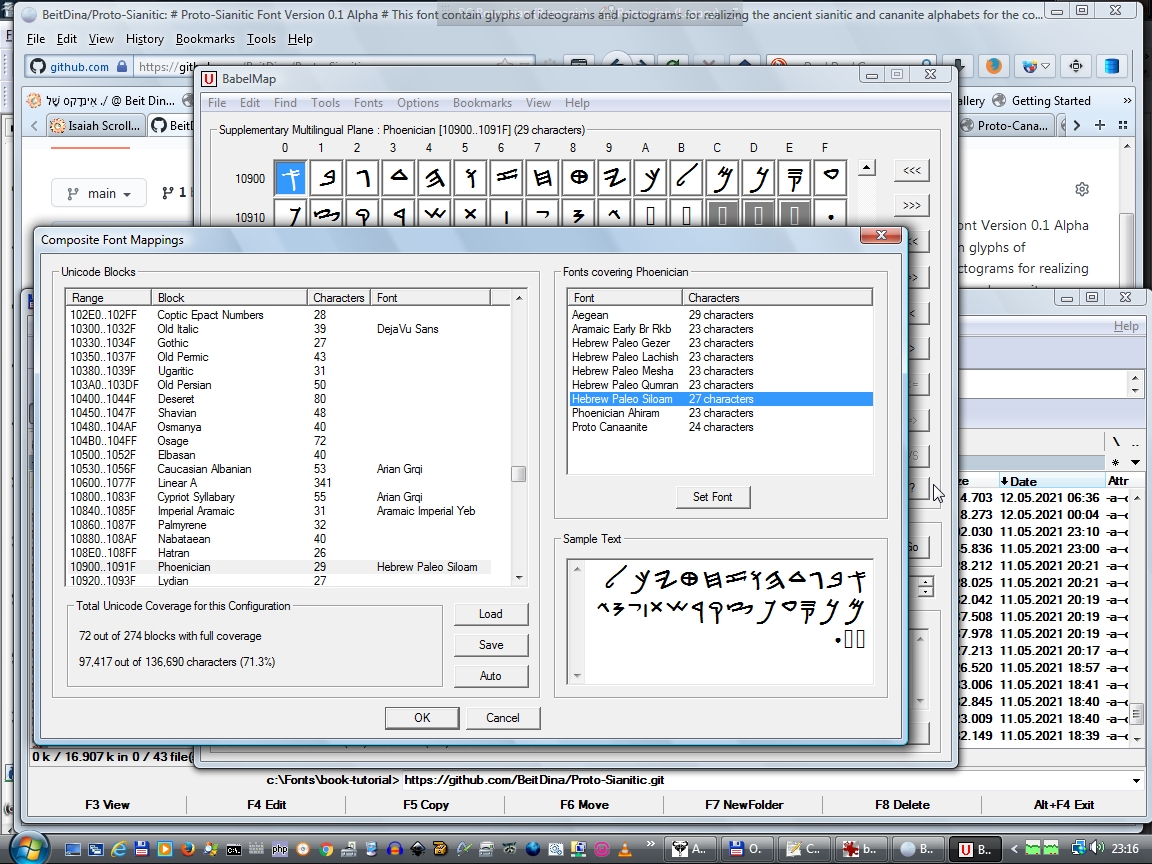 BeitDina/Proto-Sianitic: # Proto-Sianitic Font Version 0.1 Alpha # This font contain glyphs of ideograms and pictograms for realizing the ancient sianitic and cananite alphabets for the co...
File Edit View History Bookmarks Tools Help
github.com
Getting Started
Isaiah Scroll...
Proto-Cana...
main
BabelMap
File Edit Find Tools Fonts Options Bookmarks View Help
Supplementary Multilingual Plane : Phoenician [10900..1091F] (29 characters)
0 1 2 3 4 5 6 7 8 9 A B C D E F
10900 𐤀 𐤁 𐤂 𐤃 𐤄 𐤅 𐤆 𐤇 𐤈 𐤉 𐤊 𐤋 𐤌 𐤍 𐤎 𐤏
10910 𐤐 𐤑 𐤒 𐤓 𐤔 𐤕 𐤖 𐤗 𐤘 𐤙
<<<
>>>
ont Version 0.1 Alpha
n glyphs of
ctograms for realizing
Composite Font Mappings
Unicode Blocks
Range Block Characters Font
102E0..102FF Coptic Epact Numbers 28
10300..1032F Old Italic 39 DejaVu Sans
10330..1034F Gothic 27
10350..1037F Old Permic 43
10380..1039F Ugaritic 31
103A0..103DF Old Persian 50
10400..1044F Deseret 80
10450..1047F Shavian 48
10480..104AF Osmanya 40
104B0..104FF Osage 72
10500..1052F Elbasan 40
10530..1056F Caucasian Albanian 53 Arian Grqi
10600..1077F Linear A 341
10800..1083F Cypriot Syllabary 55 Arian Grqi
10840..1085F Imperial Aramaic 31 Aramaic Imperial Yeb
10860..1087F Palmyrene 32
10880..108AF Nabataean 40
108E0..108FF Hatran 26
10900..1091F Phoenician 29 Hebrew Paleo Siloam
10920..1093F Lydian 27
Total Unicode Coverage for this Configuration
72 out of 274 blocks with full coverage
97,417 out of 136,690 characters (71.3%)
Load
Save
Auto
OK
Cancel
Fonts covering Phoenician
Font Characters
Aegean 29 characters
Aramaic Early Br Rkb 23 characters
Hebrew Paleo Gezer 23 characters
Hebrew Paleo Lachish 23 characters
Hebrew Paleo Mesha 23 characters
Hebrew Paleo Qumran 23 characters
Hebrew Paleo Siloam 27 characters
Phoenician Ahiram 23 characters
Proto Canaanite 24 characters
Set Font
Sample Text
𐤀𐤁𐤂𐤃𐤄𐤅𐤆𐤇𐤈𐤉𐤊𐤋
𐤌𐤍𐤎𐤏𐤐𐤑𐤒𐤓𐤔𐤕𐤖𐤗𐤘𐤙
Help
Date Attr
4.703 12.05.2021 06:36
8.273 12.05.2021 00:04
2.030 11.05.2021 23:10
5.836 11.05.2021 23:00
8.212 11.05.2021 20:21
8.025 11.05.2021 20:21
2.042 11.05.2021 20:19
7.508 11.05.2021 20:19
7.978 11.05.2021 20:19
7.213 11.05.2021 20:17
6.520 11.05.2021 18:57
3.006 11.05.2021 18:41
2.845 11.05.2021 18:40
3.009 11.05.2021 18:40
2.149 11.05.2021 18:39
0 k / 16.907 k in 0 / 43 file(
c:\Fonts\book-tutorial> https://github.com/BeitDina/Proto-Sianitic.git
F3 View F4 Edit F5 Copy F6 Move F7 NewFolder F8 Delete Alt+F4 Exit
23:16